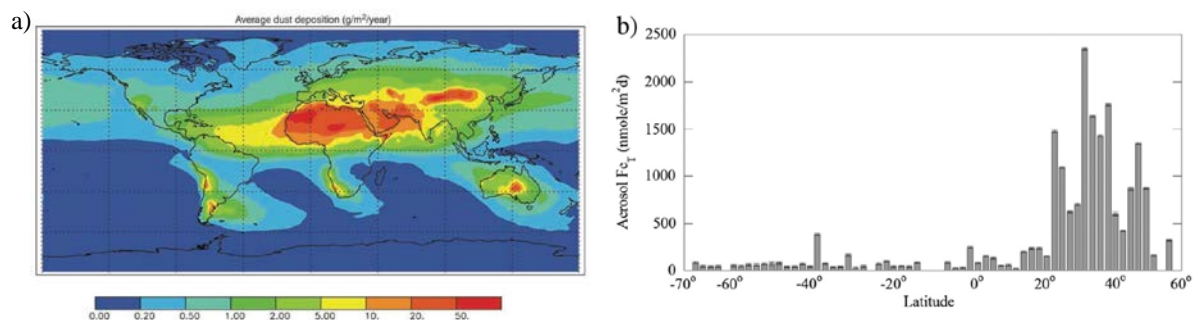 a)
Average dust deposition (g/m²/year)
0.00 0.20 0.50 1.00 2.00 5.00 10. 20. 50.
b)
Aerosol Fe_T (nmole/m²d)
2500
2000
1500
1000
500
0
-70° -60° -40° -20° 0° 20° 40° 60°
Latitude